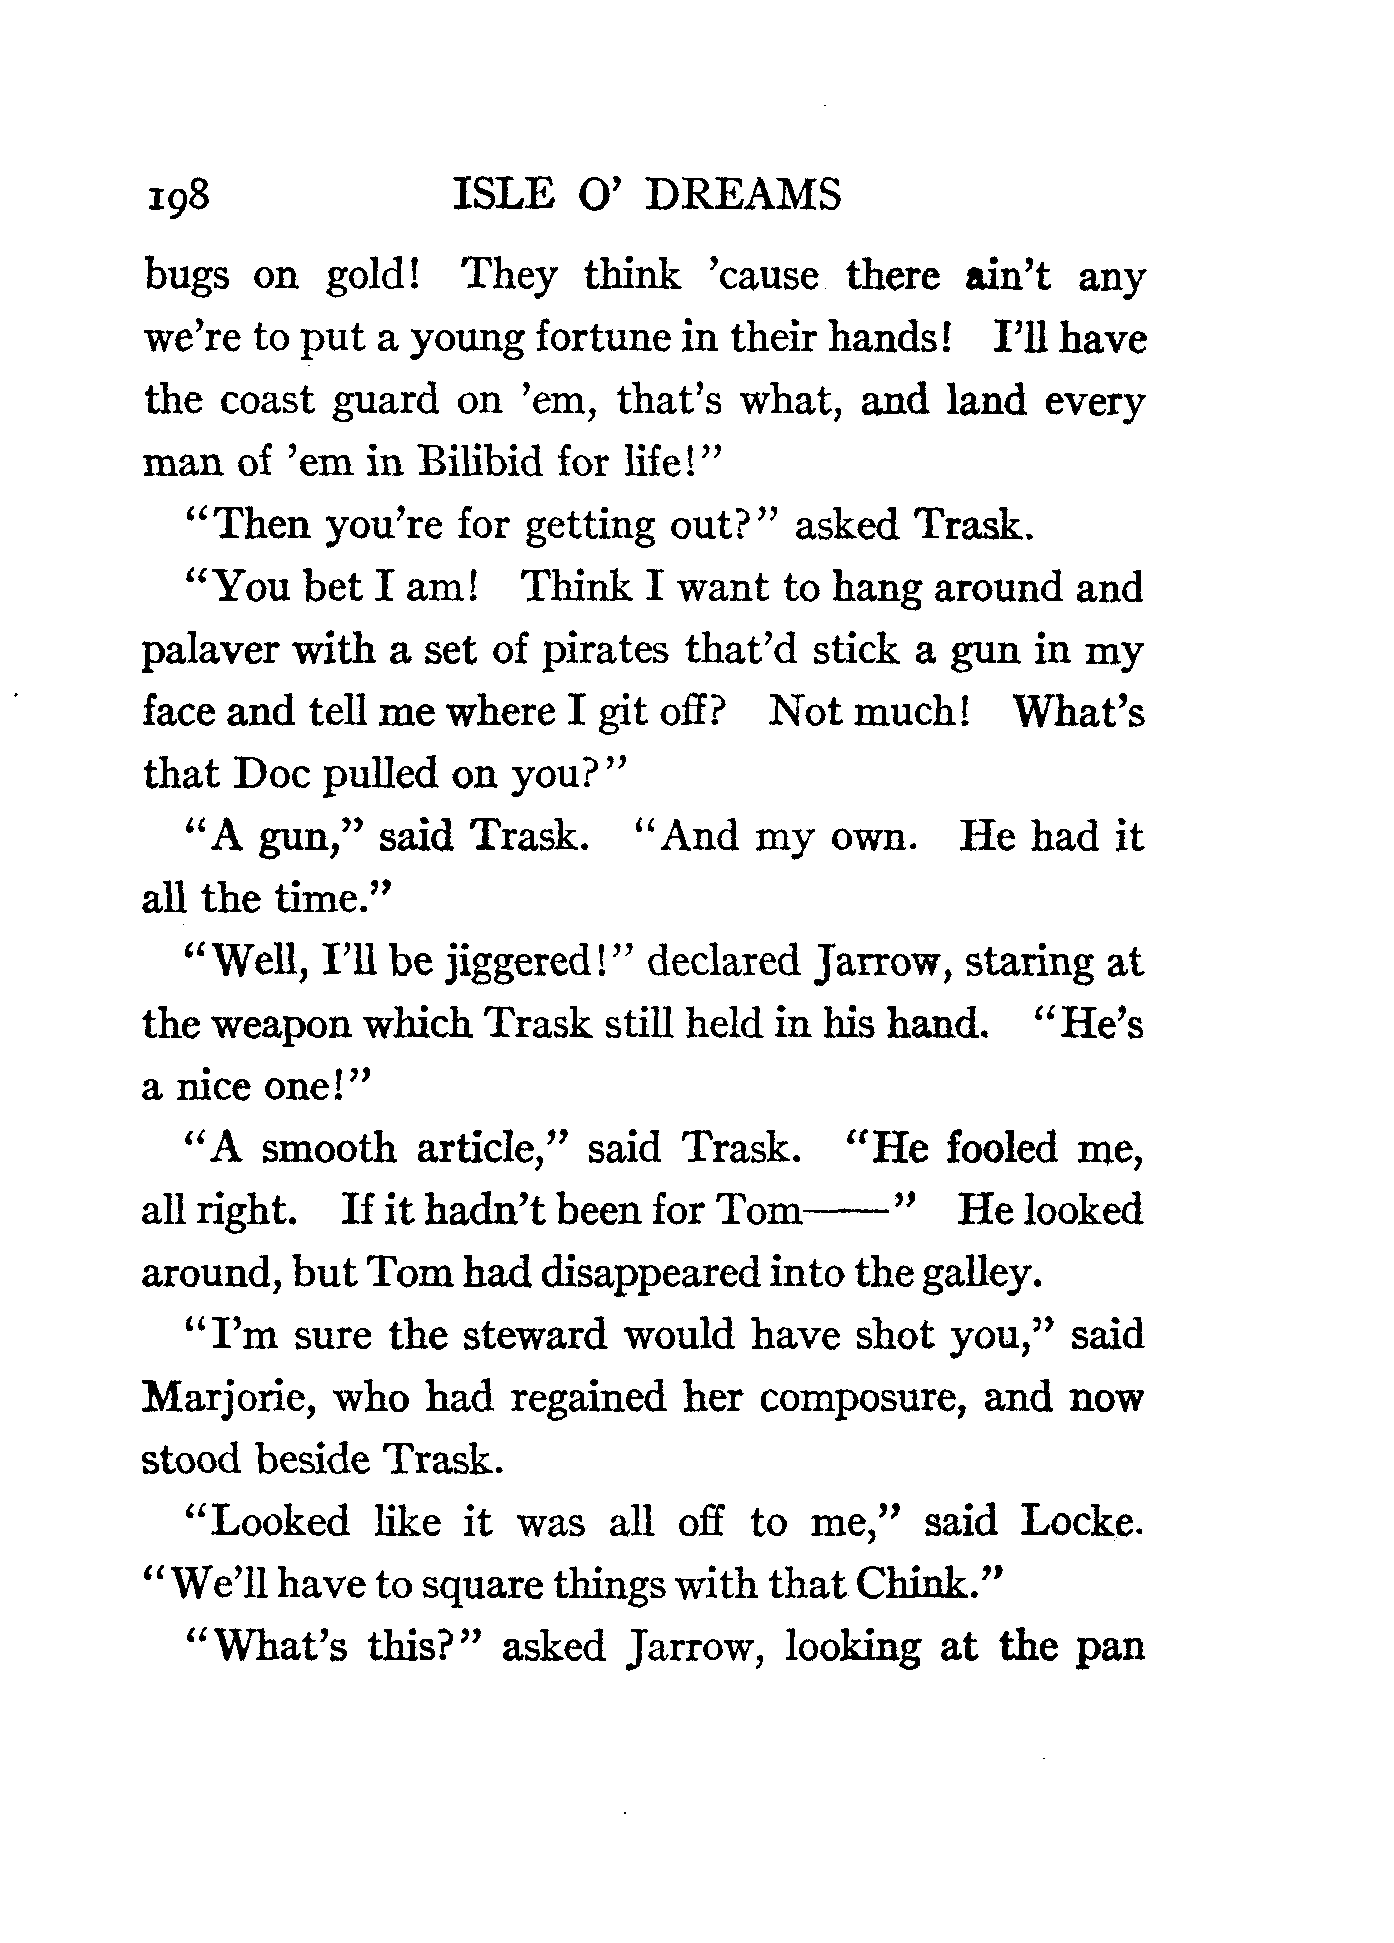 198 ISLE O' DREAMS
bugs on gold! They think 'cause there ain't any
we're to put a young fortune in their hands! I'll have
the coast guard on 'em, that's what, and land every
man of 'em in Bilibid for life!"
"Then you're for getting out?" asked Trask.
"You bet I am! Think I want to hang around and
palaver with a set of pirates that'd stick a gun in my
face and tell me where I git off? Not much! What's
that Doc pulled on you?"
"A gun," said Trask. "And my own. He had it
all the time."
"Well, I'll be jiggered!" declared Jarrow, staring at
the weapon which Trask still held in his hand. "He's
a nice one!"
"A smooth article," said Trask. "He fooled me,
all right. If it hadn't been for Tom——" He looked
around, but Tom had disappeared into the galley.
"I'm sure the steward would have shot you," said
Marjorie, who had regained her composure, and now
stood beside Trask.
"Looked like it was all off to me," said Locke.
"We'll have to square things with that Chink."
"What's this?" asked Jarrow, looking at the pan